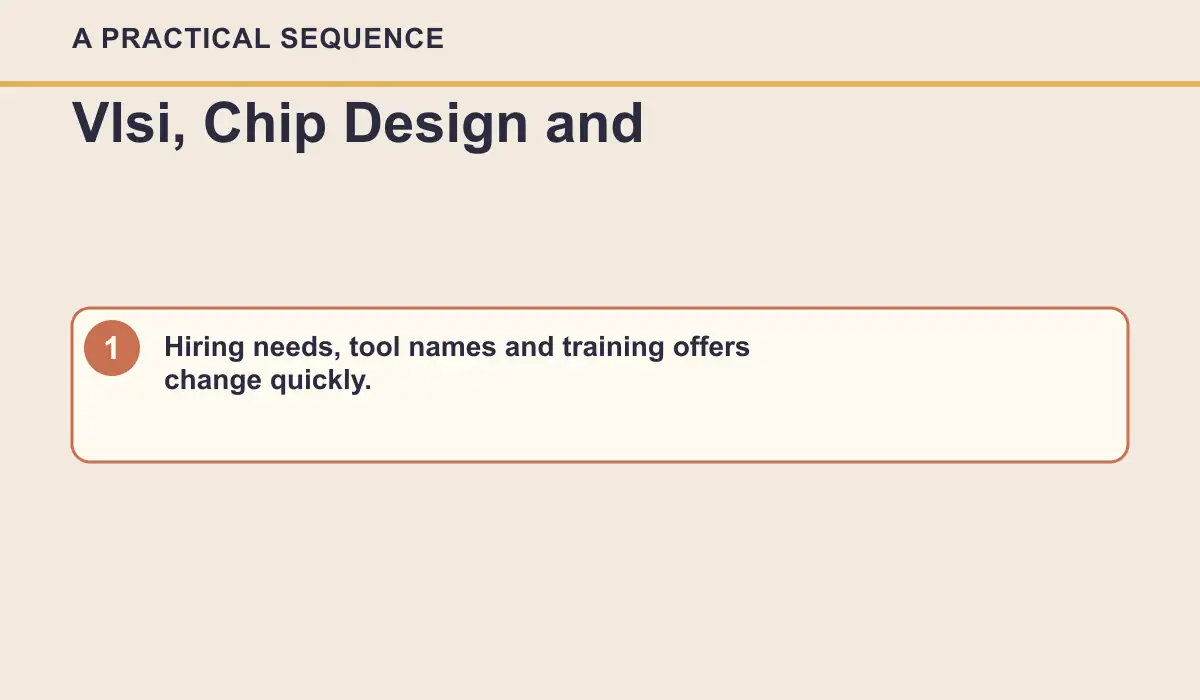 A PRACTICAL SEQUENCE
Vlsi, Chip Design and
1
Hiring needs, tool names and training offers
change quickly.